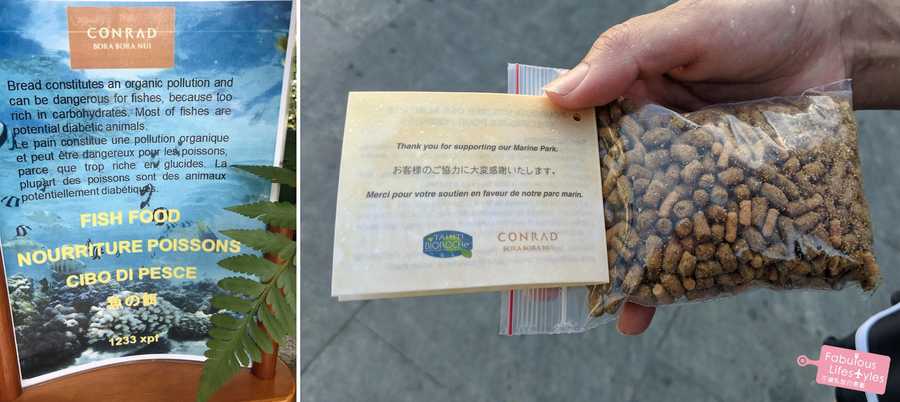 CONRAD
BORA BORA NUI
Bread constitutes an organic pollution and
can be dangerous for fishes, because too
rich in carbohydrates. Most of fishes are
potential diabetic animals.
Le pain constitue une pollution organique
et peut être dangereux pour les poissons,
parce que trop riche en glucides. La
plupart des poissons sont des animaux
potentiellement diabétiques.
FISH FOOD
NOURRITURE POISSONS
CIBO DI PESCE
魚の餌
1233 xpf
Thank you for supporting our Marine Park.
お客様のご協力に大変感謝いたします。
Merci pour votre soutien en faveur de notre parc marin.
TAHITI
BIOROCHe
CONRAD
BORA BORA NUI
Fabulous
Lifestyles